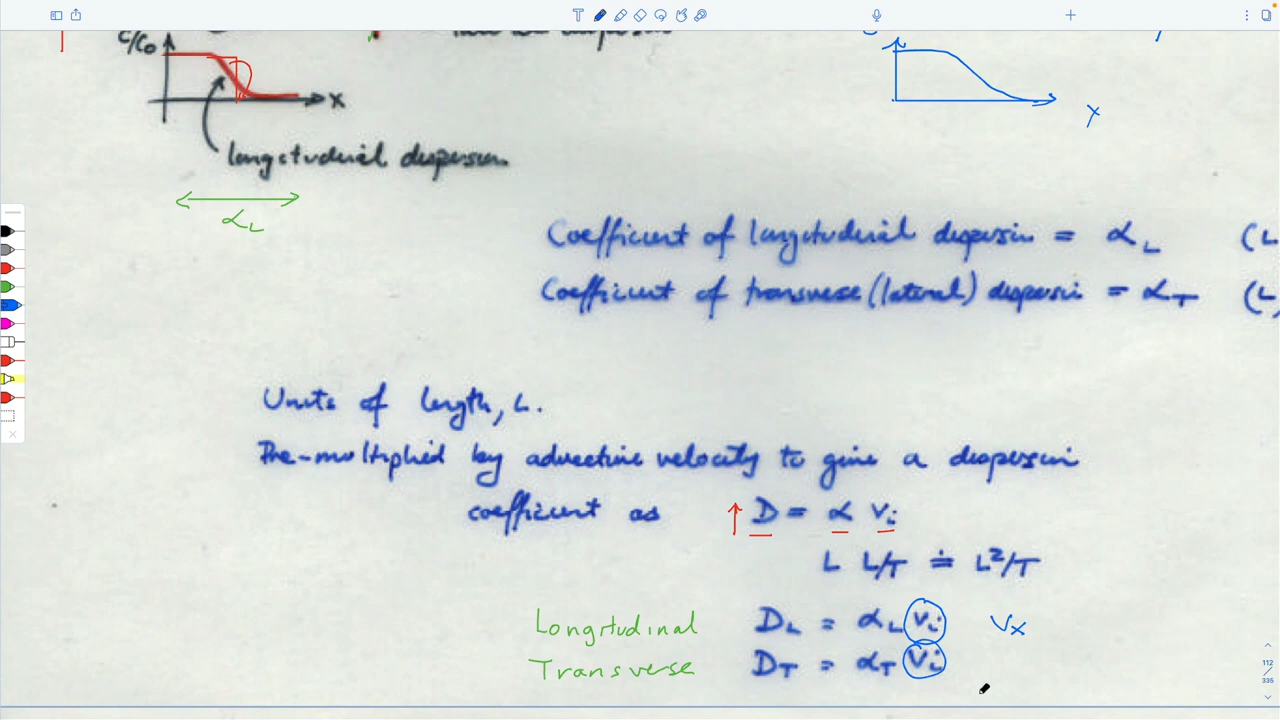 C/C₀
x
longitudinal dispersion
α_L
x
Coefficient of longitudinal dispersion = α_L (L
Coefficient of transverse (lateral) dispersion = α_T (L)
Units of length, L.
Pre-multiplied by advective velocity to give a dispersion
coefficient as ↑ D = α vᵢ
L L/T ≐ L²/T
Longitudinal D_L = α_L vᵢ Vx
Transverse D_T = α_T vᵢ
112
335